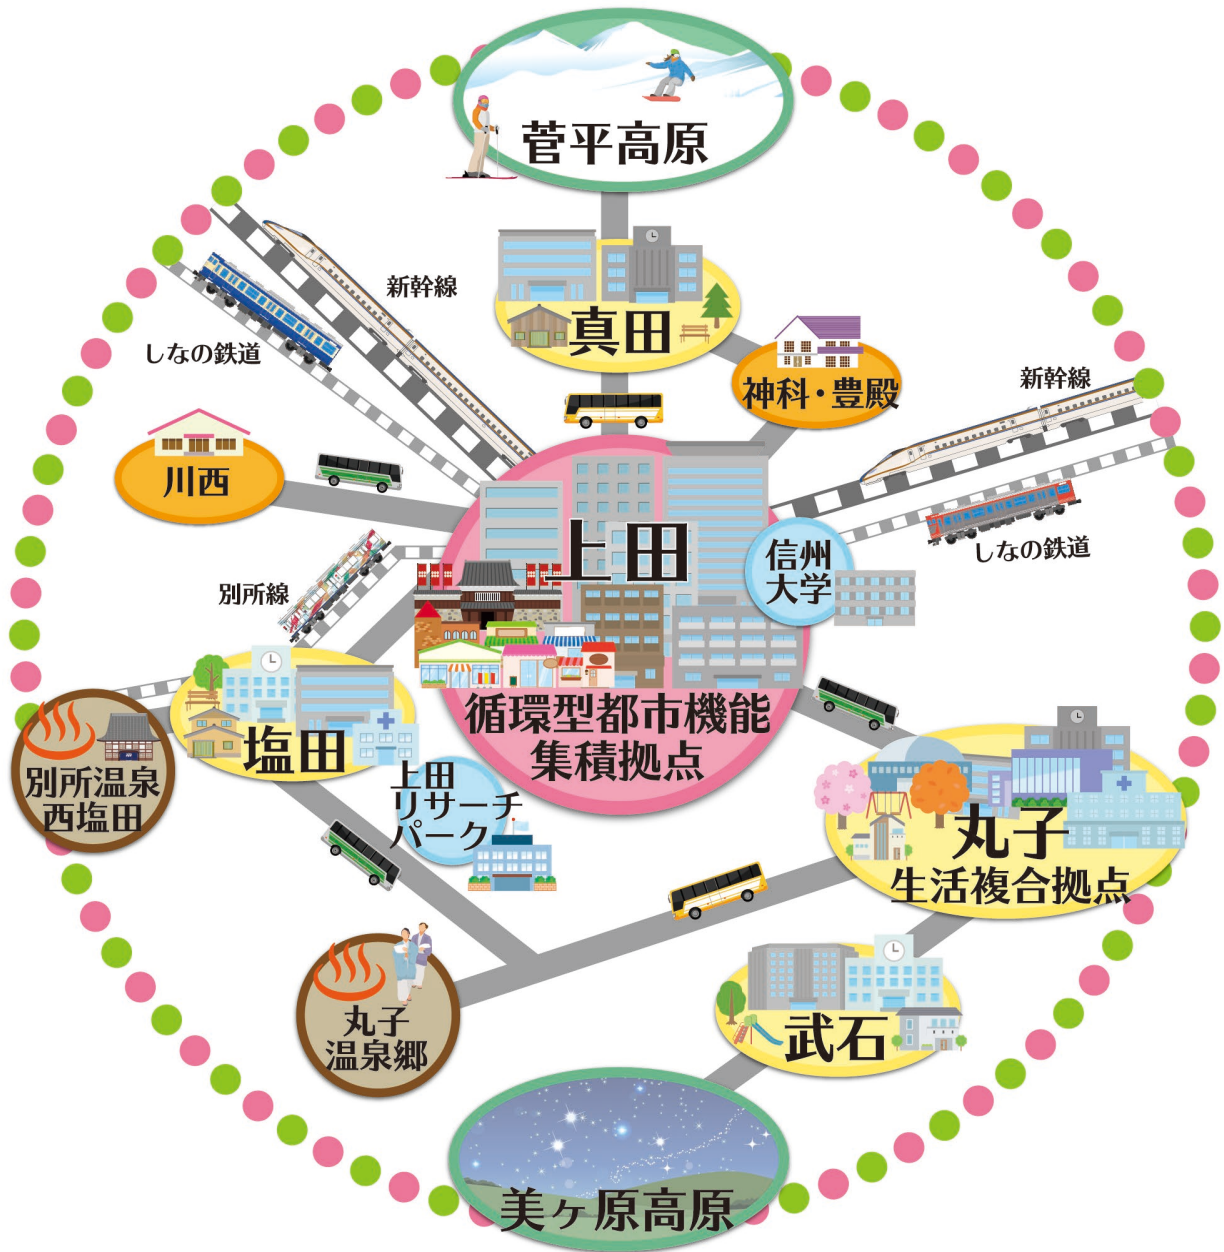 菅平高原
新幹線
しなの鉄道
真田
神科・豊殿
新幹線
しなの鉄道
川西
上田
信州
大学
別所線
循環型都市機能
集積拠点
塩田
別所温泉
西塩田
上田
リサーチ
パーク
丸子
生活複合拠点
丸子
温泉郷
武石
美ヶ原高原